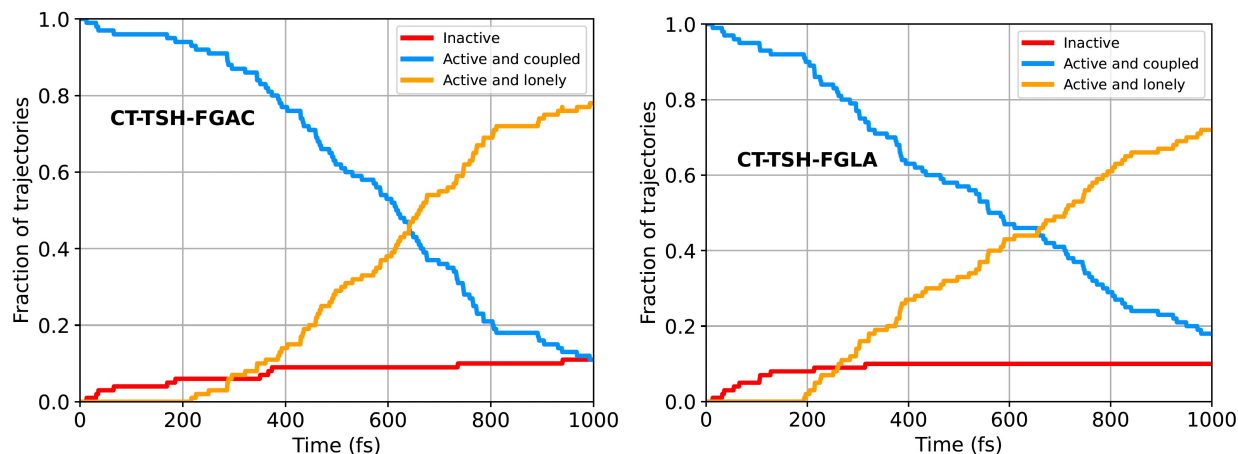 1.0
0.8
0.6
0.4
0.2
0.0
Fraction of trajectories
0 200 400 600 800 1000
Time (fs)
CT-TSH-FGAC
Inactive
Active and coupled
Active and lonely
1.0
0.8
0.6
0.4
0.2
0.0
Fraction of trajectories
0 200 400 600 800 1000
Time (fs)
CT-TSH-FGLA
Inactive
Active and coupled
Active and lonely